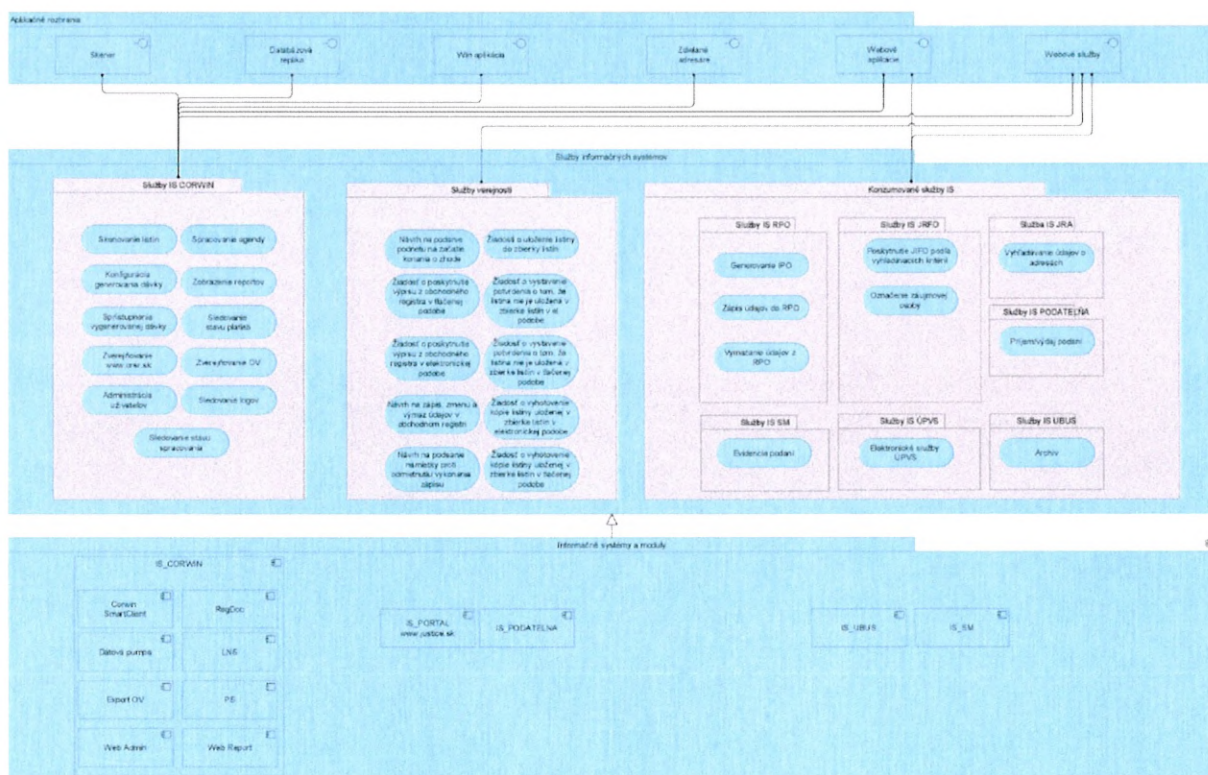 Aplikačné rozhrania
Skener
Databázová
replika
Win aplikácia
Zdieľané
adresáre
Webové
aplikácie
Webové služby
Služby informačných systémov
Služby IS CORWIN
Skenovanie listín
Spracovanie agendy
Konfigurácia
generovania dávky
Zobrazenie reportov
Sprístupnenie
vygenerovanej dávky
Sledovanie
stavu platieb
Zverejňovanie
www.orsr.sk
Zverejňovanie OV
Administrácia
užívateľov
Sledovanie logov
Sledovanie stavu
spracovania
Služby verejnosti
Návrh na podanie
podnetu na začatie
konania o zhode
Žiadosť o uloženie listiny
do zbierky listín
Žiadosť o poskytnutie
výpisu z obchodného
registra v tlačenej
podobe
Žiadosť o vystavenie
potvrdenia o tom, že
listina nie je uložená v
zbierke listín v el
podobe
Žiadosť o poskytnutie
výpisu z obchodného
registra v elektronickej
podobe
Žiadosť o vystavenie
potvrdenia o tom, že
listina nie je uložená v
zbierke listín v tlačenej
podobe
Návrh na zápis, zmenu a
výmaz údajov v
obchodnom registri
Žiadosť o vyhotovenie
kópie listiny uloženej v
zbierke listín v
elektronickej podobe
Návrh na podanie
námietky proti
odmietnutiu vykonania
zápisu
Žiadosť o vyhotovenie
kópie listiny uloženej v
zbierke listín v tlačenej
podobe
Konzumované služby IS
Služby IS RPO
Generovanie IPO
Zápis údajov do RPO
Vymazanie údajov z
RPO
Služby IS JRFO
Poskytnutie JIFO podľa
vyhľadávacích kritérií
Označenie záujmovej
osoby
Služba IS JRA
Vyhľadávanie údajov o
adresách
Služby IS PODATEĽŇA
Príjem/výdaj podaní
Služby IS SM
Evidencia podaní
Služby IS ÚPVS
Elektronické služby
ÚPVS
Služby IS UBUS
Archív
Informačné systémy a moduly
IS_CORWIN
Corwin
SmartClient
RegDoc
Dátová pumpa
LNS
Export OV
Web Admin
Web Report
IS_PORTAL
www.justice.sk
IS_PODATEĽŇA
IS_UBUS
IS_SM